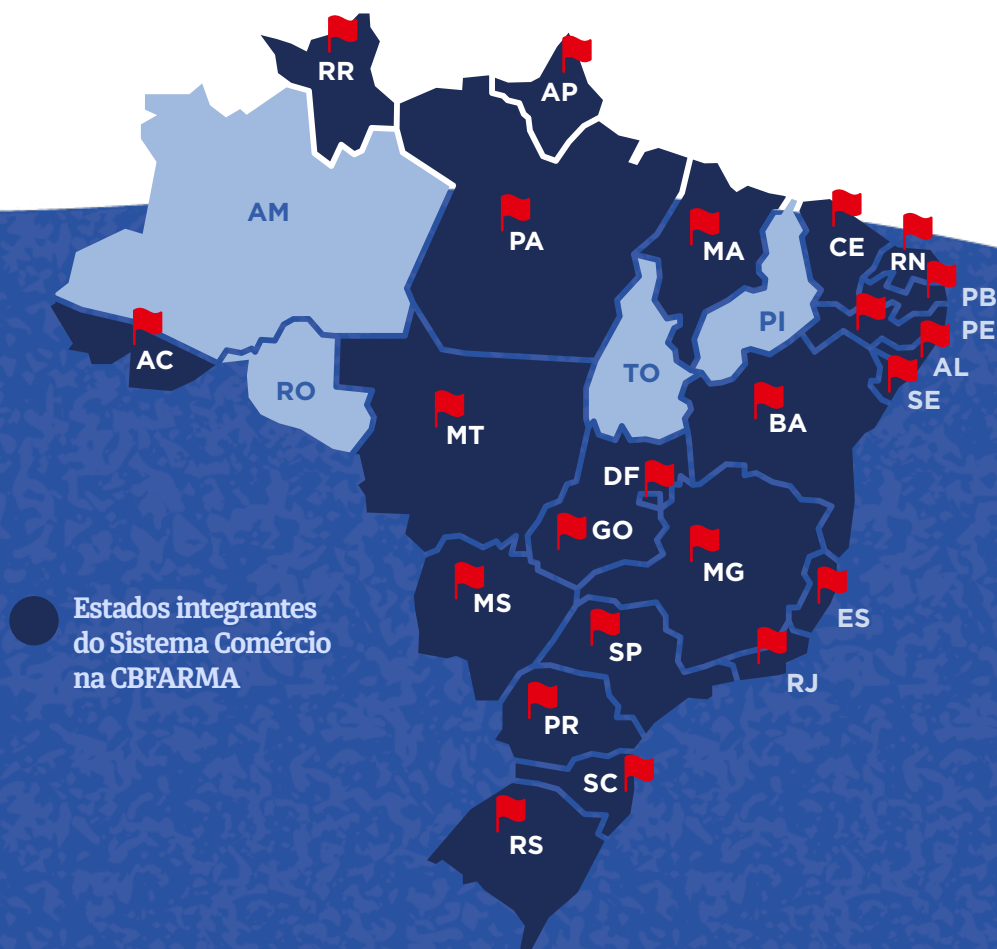 RR
AP
AM
PA
MA
CE
RN
PB
PE
PI
AL
AC
TO
SE
RO
BA
MT
DF
GO
MG
MS
ES
Estados integrantes
do Sistema Comércio
na CBFARMA
SP
RJ
PR
SC
RS